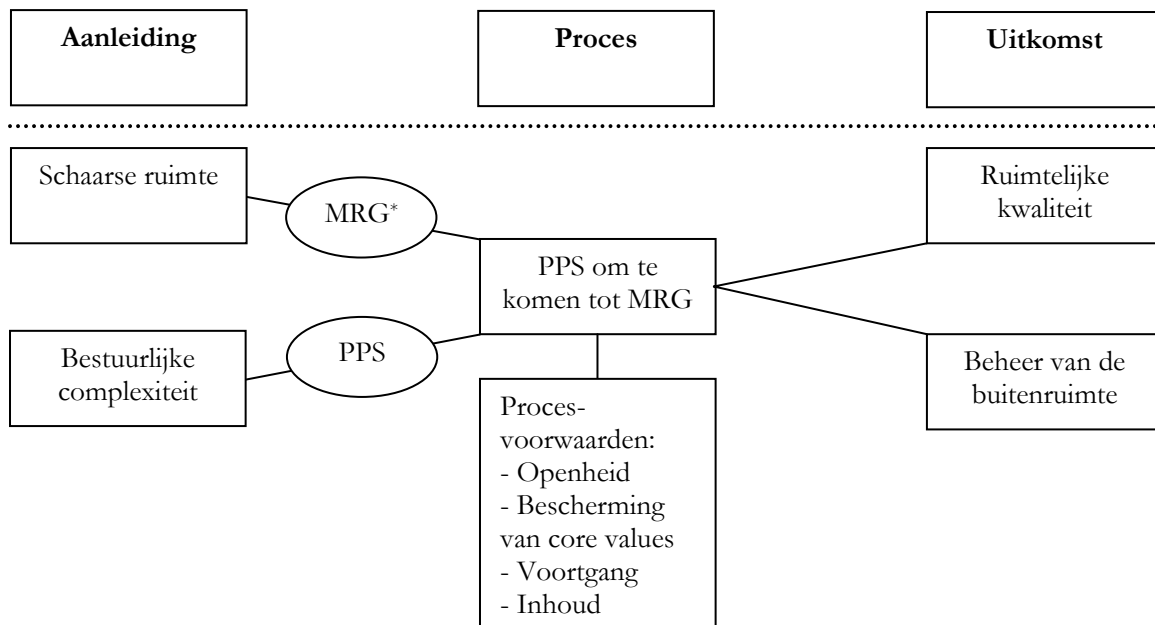 Aanleiding
Proces
Uitkomst
Schaarse ruimte
MRG*
Ruimtelijke
kwaliteit
PPS om te
komen tot MRG
Bestuurlijke
complexiteit
PPS
Beheer van de
buitenruimte
Proces-
voorwaarden:
- Openheid
- Bescherming
van core values
- Voortgang
- Inhoud